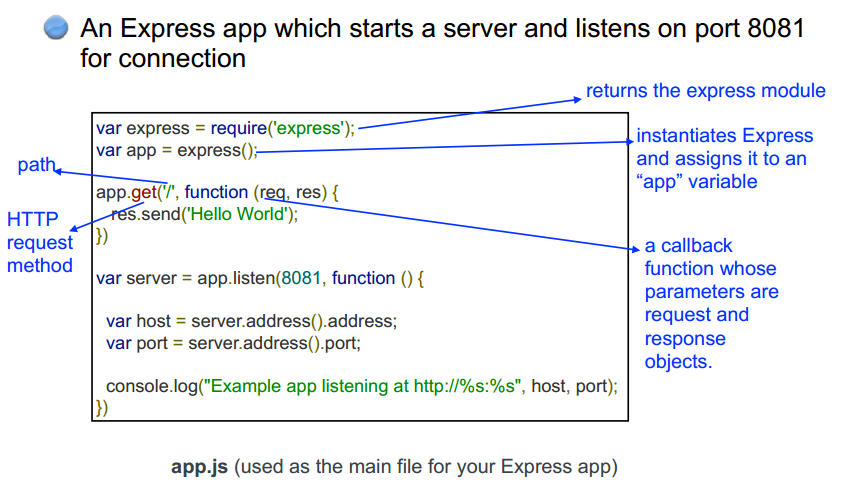 An Express app which starts a server and listens on port 8081
for connection
returns the express module
var express = require('express');
var app = express();
instantiates Express
and assigns it to an
“app” variable
path
app.get('/', function (req, res) {
res.send('Hello World');
})
HTTP
request
method
a callback
function whose
parameters are
request and
response
objects.
var server = app.listen(8081, function () {
var host = server.address().address;
var port = server.address().port;
console.log("Example app listening at http://%s:%s", host, port);
})
app.js (used as the main file for your Express app)